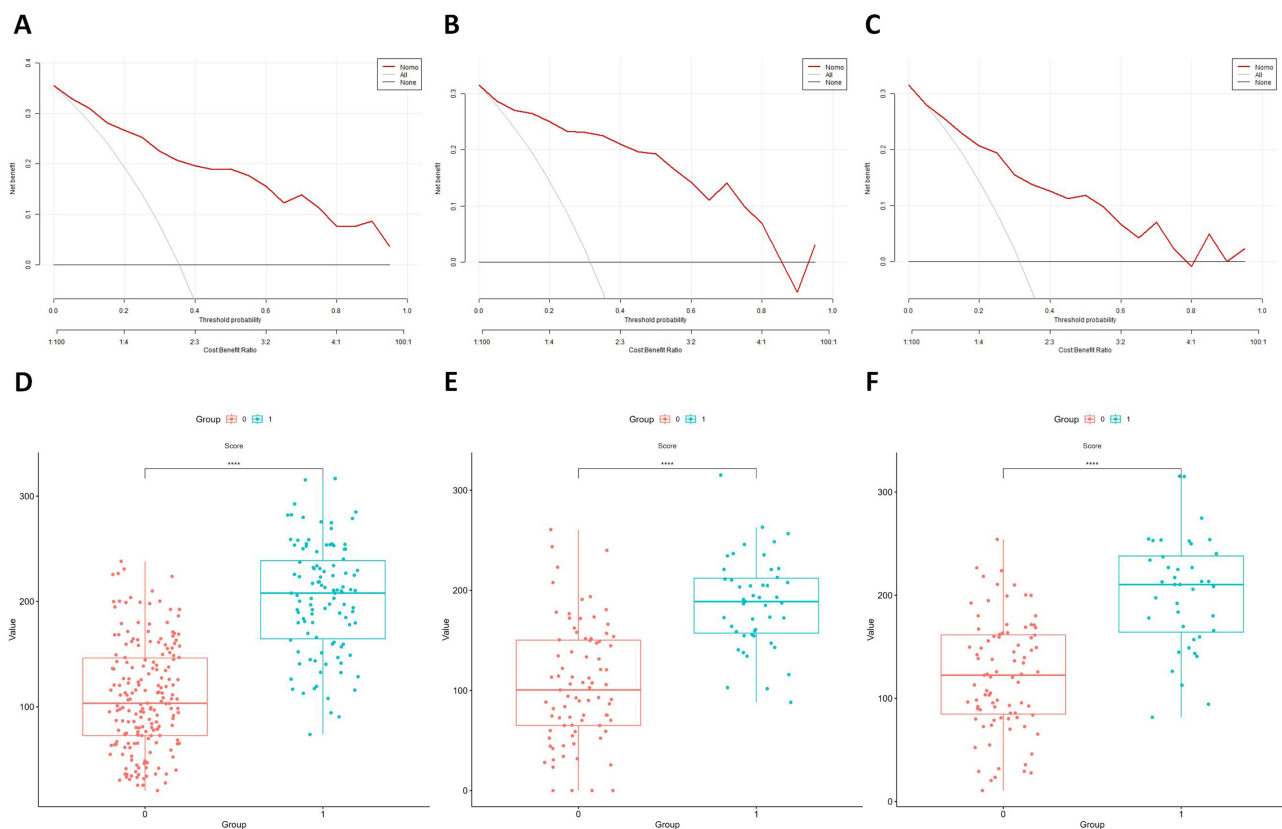 A
Nomo
All
None
0.4
0.3
0.2
0.1
0.0
Net benefit
0.0 0.2 0.4 0.6 0.8 1.0
Threshold probability
1:100 1:4 2:3 3:2 4:1 100:1
Cost:Benefit Ratio
B
Nomo
All
None
0.4
0.3
0.2
0.1
0.0
Net benefit
0.0 0.2 0.4 0.6 0.8 1.0
Threshold probability
1:100 1:4 2:3 3:2 4:1 100:1
Cost:Benefit Ratio
C
Nomo
All
None
0.3
0.2
0.1
0.0
Net benefit
0.0 0.2 0.4 0.6 0.8 1.0
Threshold probability
1:100 1:4 2:3 3:2 4:1 100:1
Cost:Benefit Ratio
D
Group 0 1
Score
****
300
200
100
Value
0 1
Group
E
Group 0 1
Score
****
300
200
100
0
Value
0 1
Group
F
Group 0 1
Score
****
300
200
100
0
Value
0 1
Group